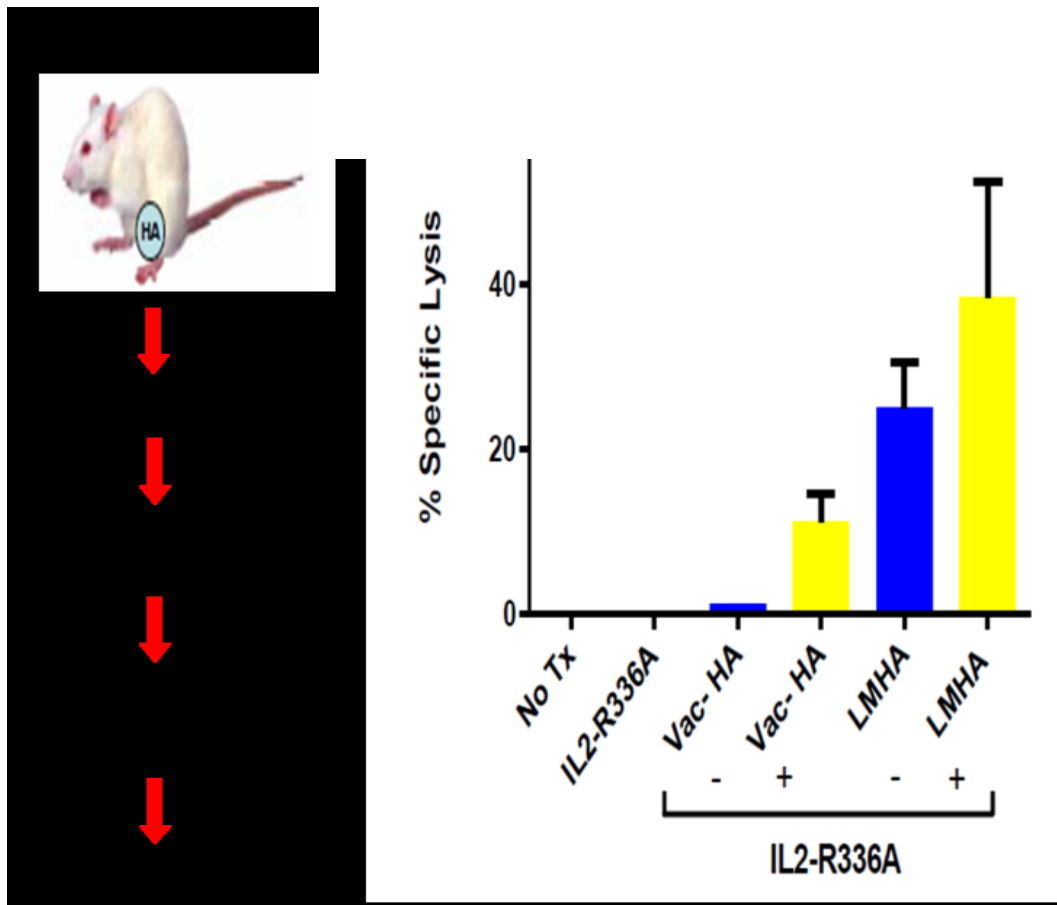 HA
% Specific Lysis
40
20
0
No Tx
IL2-R336A
Vac- HA
Vac- HA
LMHA
LMHA
- + - +
IL2-R336A